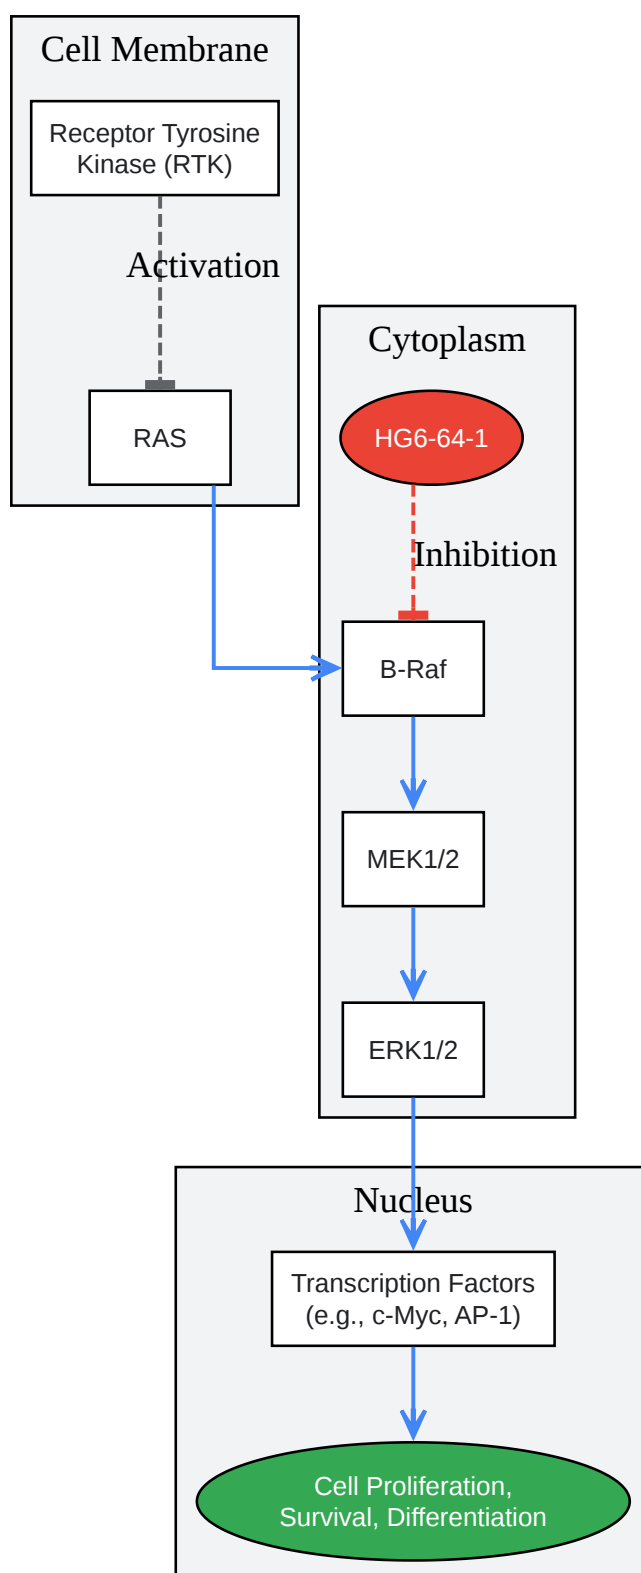 Cell Membrane
Receptor Tyrosine
Kinase (RTK)
Activation
RAS
Cytoplasm
HG6-64-1
Inhibition
B-Raf
MEK1/2
ERK1/2
Nucleus
Transcription Factors
(e.g., c-Myc, AP-1)
Cell Proliferation,
Survival, Differentiation